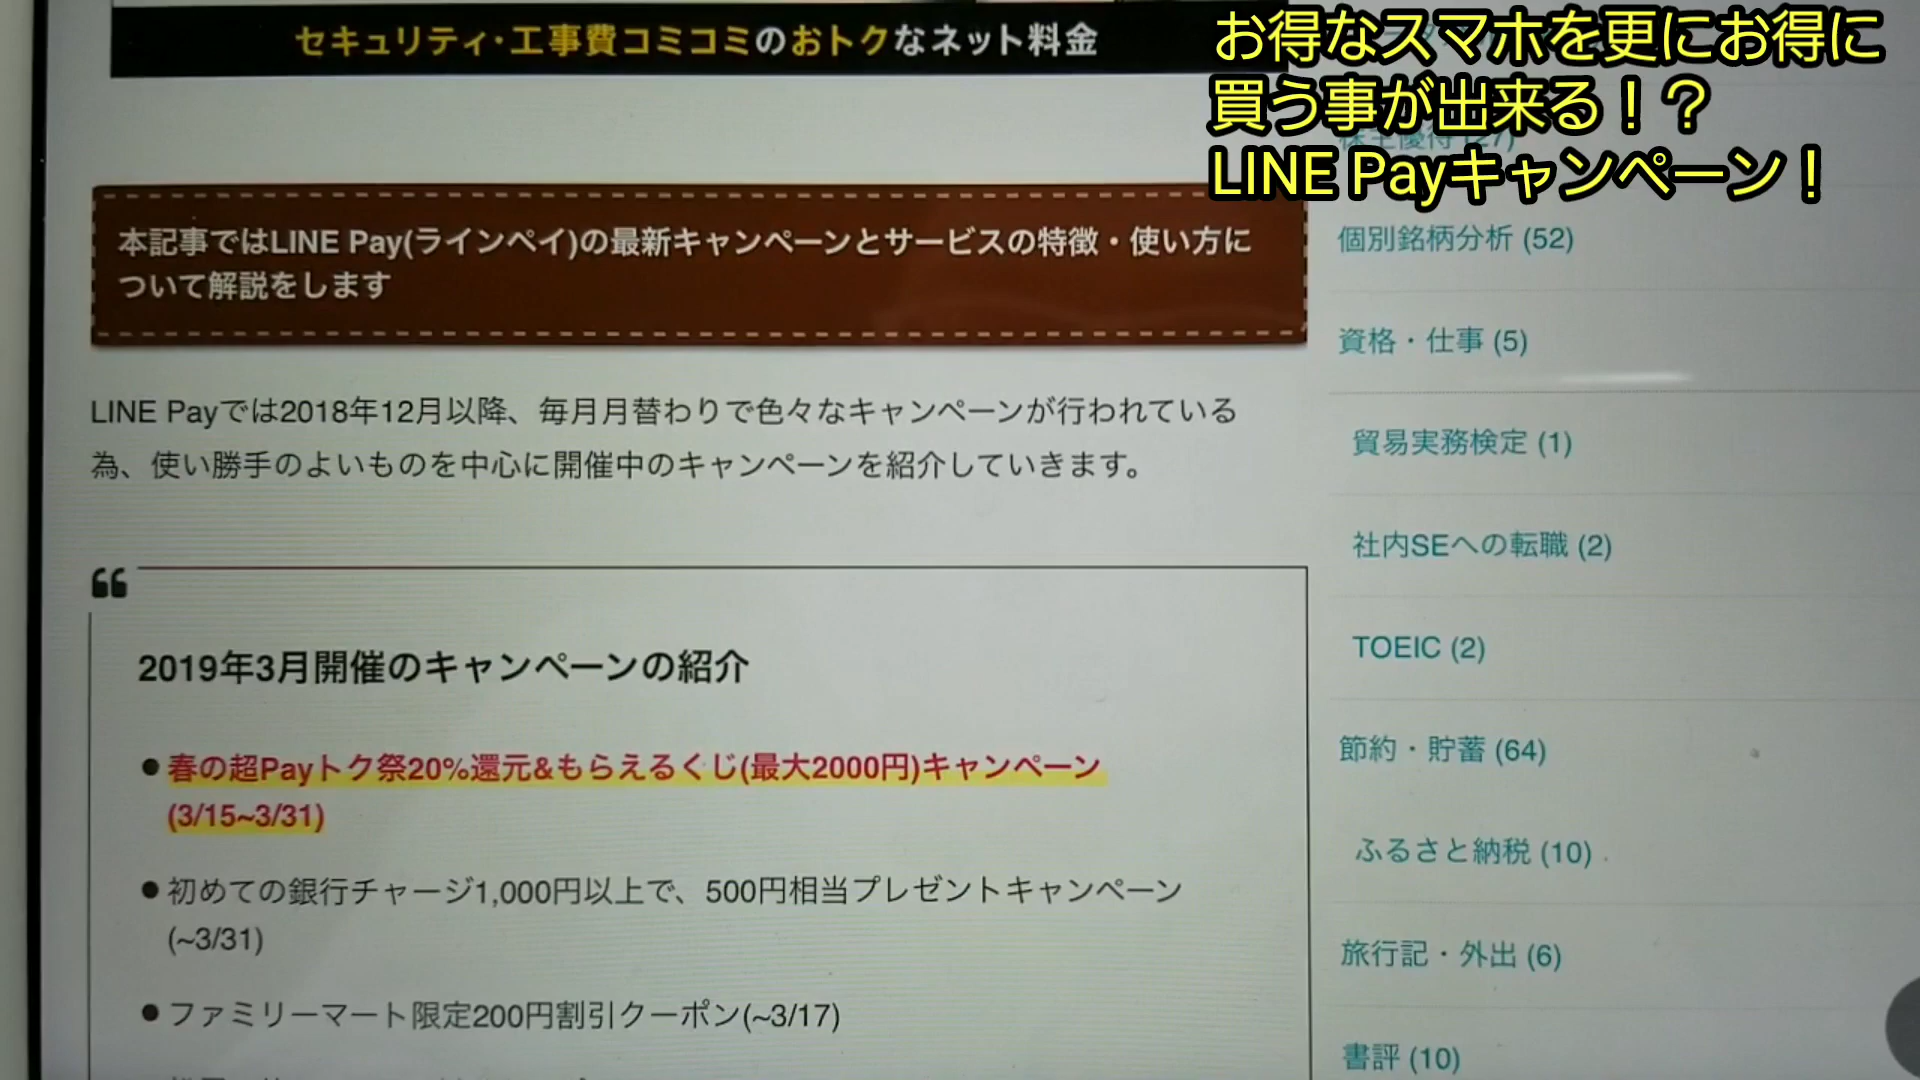 セキュリティ・工事費コミコミのおトクなネット料金
お得なスマホを更にお得に
買う事が出来る！？
LINE Payキャンペーン！
本記事ではLINE Pay(ラインペイ)の最新キャンペーンとサービスの特徴・使い方に
ついて解説をします
LINE Payでは2018年12月以降、毎月月替わりで色々なキャンペーンが行われている
為、使い勝手のよいものを中心に開催中のキャンペーンを紹介していきます。
2019年3月開催のキャンペーンの紹介
春の超Payトク祭20%還元&もらえるくじ(最大2000円)キャンペーン
(3/15~3/31)
初めての銀行チャージ1,000円以上で、500円相当プレゼントキャンペーン
(~3/31)
ファミリーマート限定200円割引クーポン(~3/17)
株主優待 (27)
個別銘柄分析 (52)
資格・仕事 (5)
貿易実務検定 (1)
社内SEへの転職 (2)
TOEIC (2)
節約・貯蓄 (64)
ふるさと納税 (10)
旅行記・外出 (6)
書評 (10)